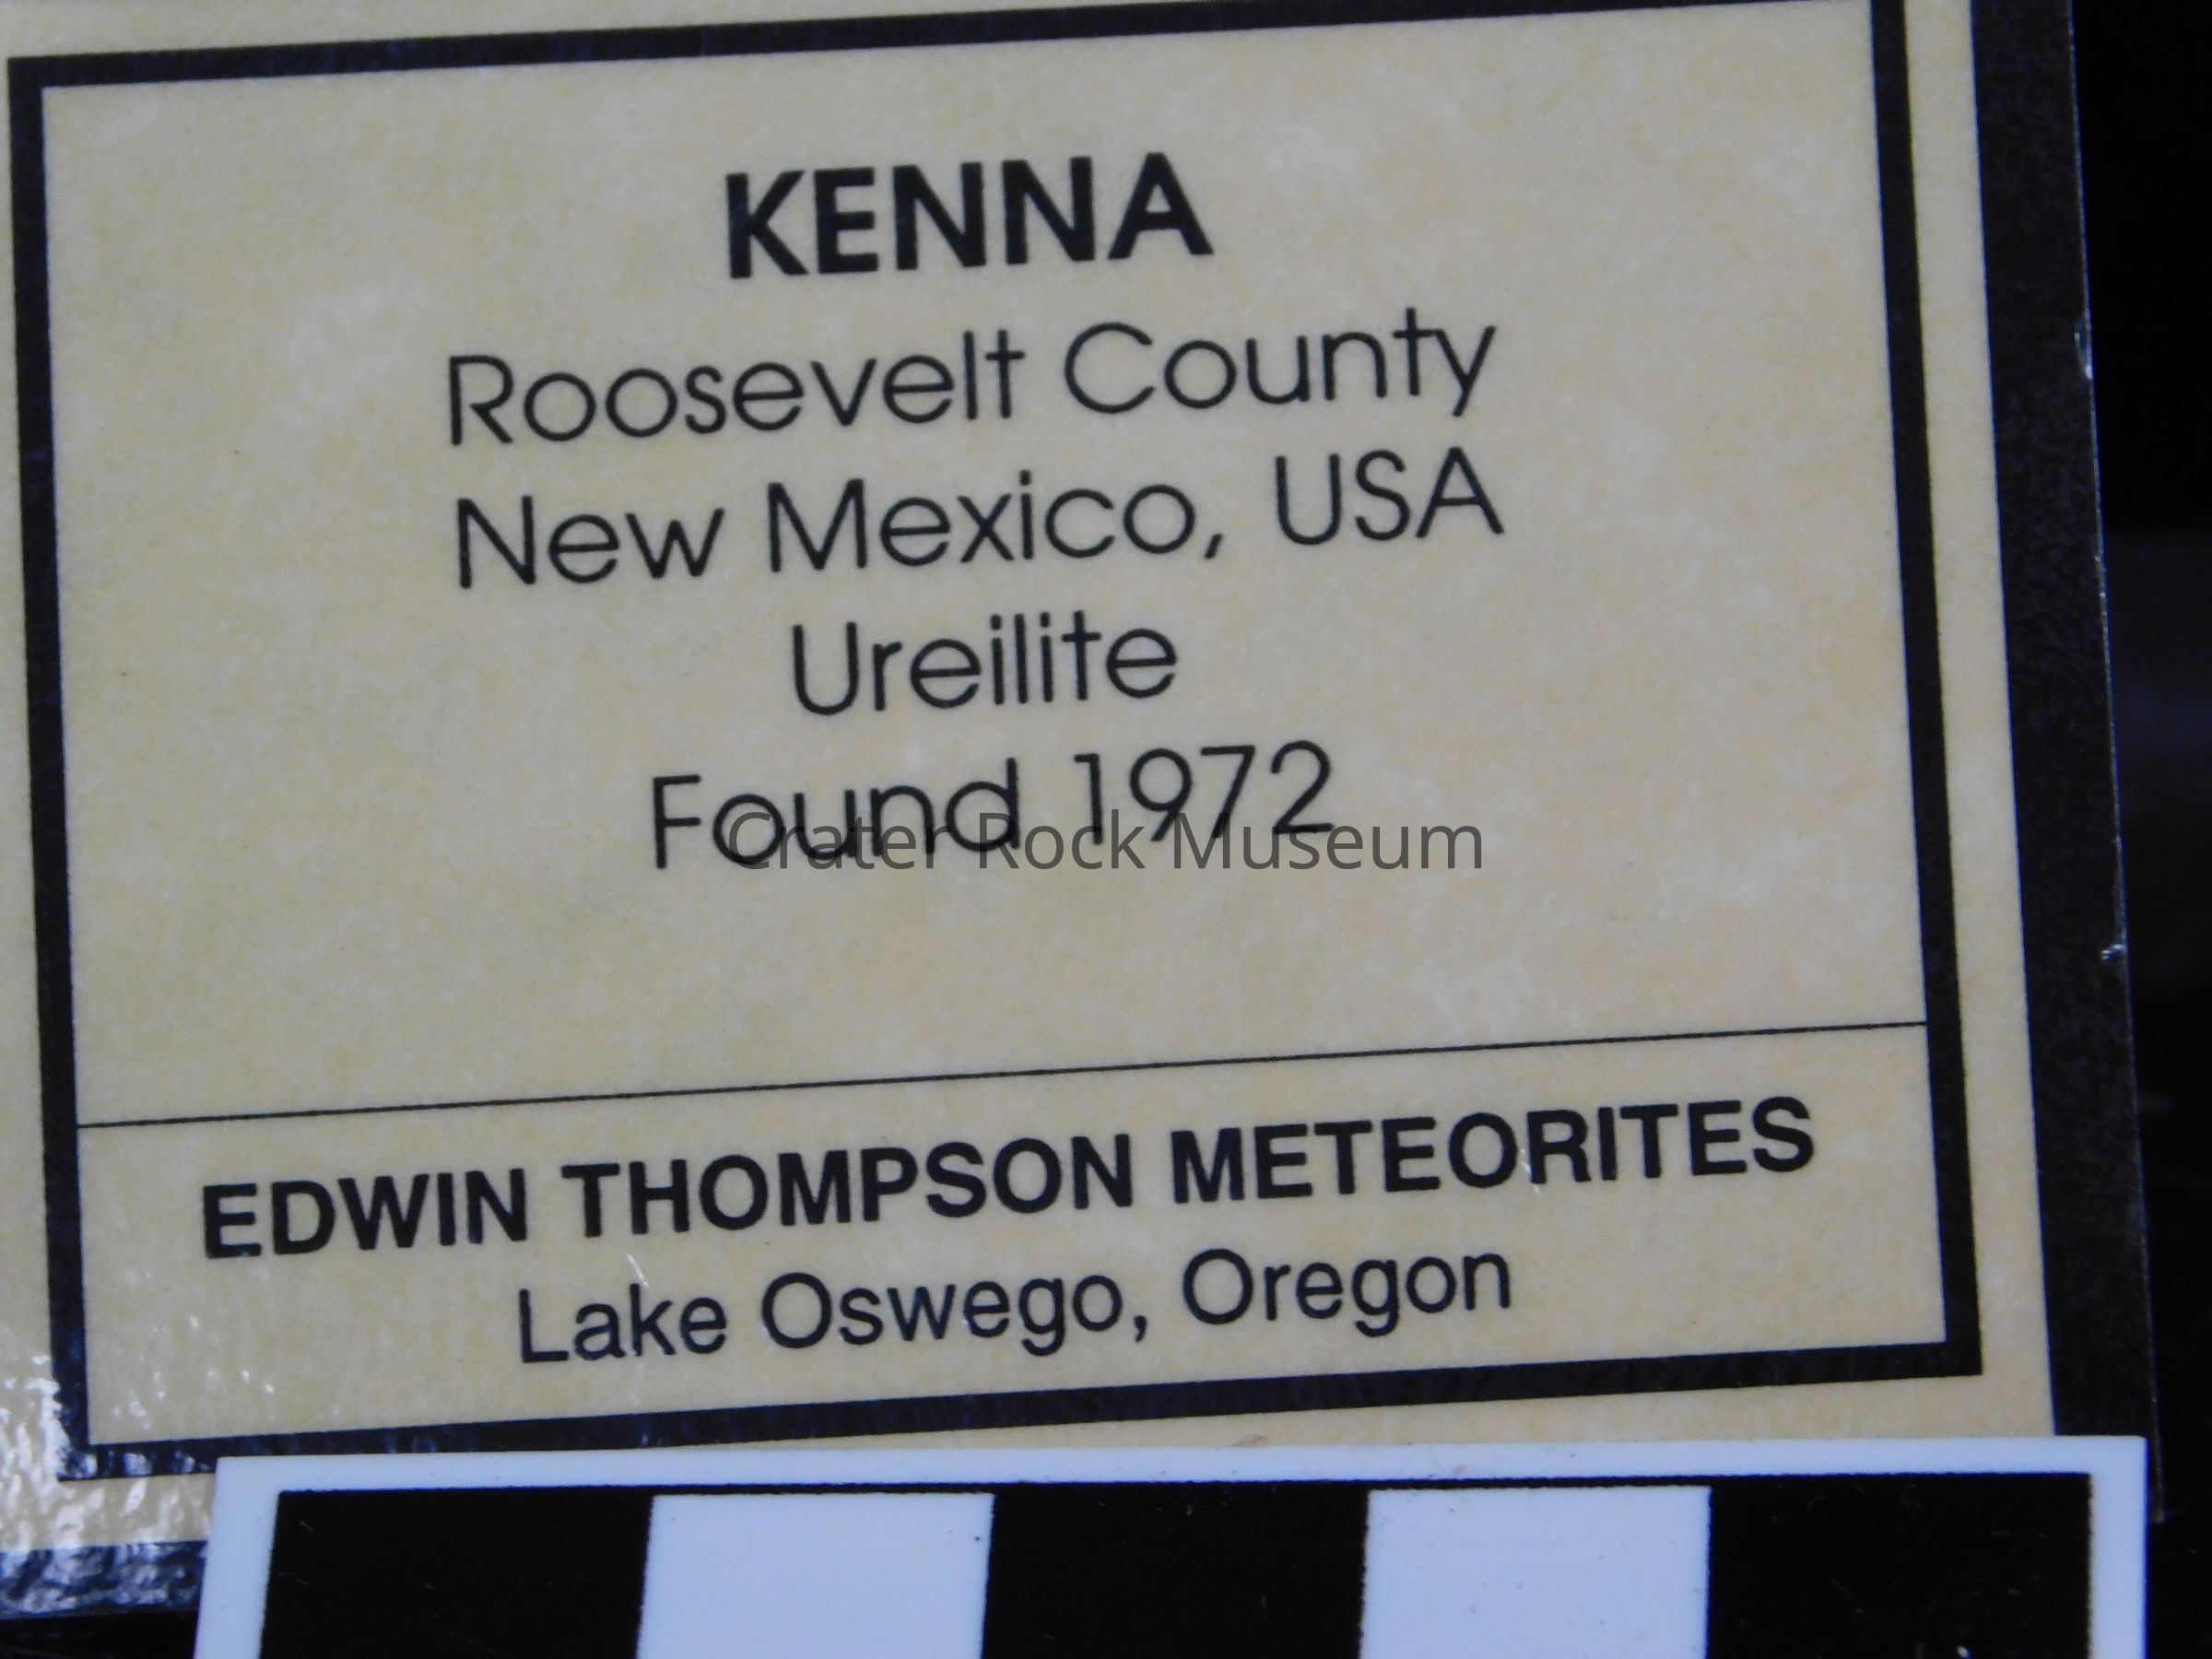 KENNA
Roosevelt County
New Mexico, USA
Ureilite
Found 1972
©Crater Rock Museum
EDWIN THOMPSON METEORITES
Lake Oswego, Oregon